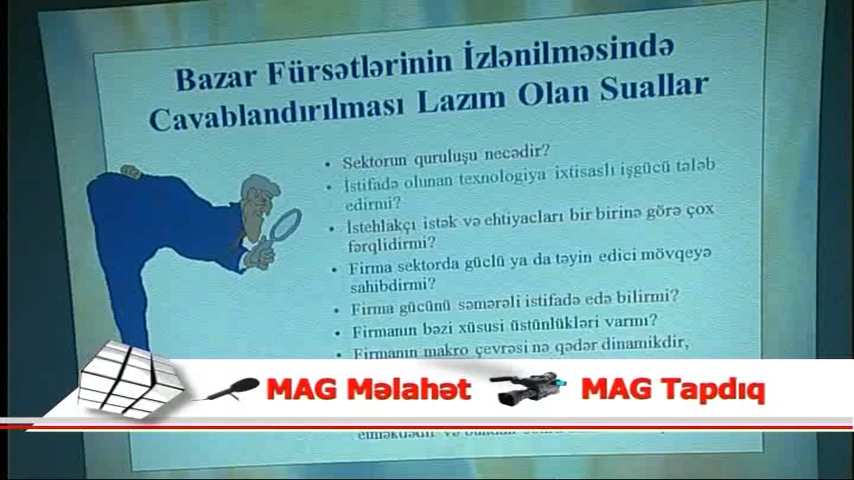 Bazar Fürsətlərinin İzlənilməsində
Cavablandırılması Lazım Olan Suallar
• Sektorun quruluşu necədir?
• İstifadə olunan texnologiya ixtisaslı işgücü tələb
edirmi?
• İstehlakçı istək və ehtiyacları bir birinə görə çox
fərqlidirmi?
• Firma sektorda güclü ya da təyin edici mövqeyə
sahibdirmi?
• Firma gücünü səmərəli istifadə edə bilirmi?
• Firmanın bəzi xüsusi üstünlükləri varmı?
• Firmanın makro çevrəsi nə qədər dinamikdir,
MAG Məlahət MAG Tapdıq